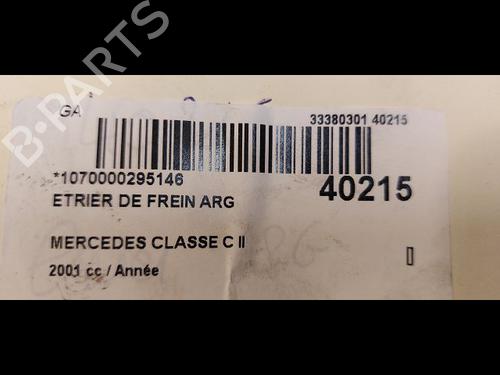 B-PARTS
GA
33380301 40215
*1070000295146
40215
ETRIER DE FREIN ARG
MERCEDES CLASSE C II
2001 cc / Année